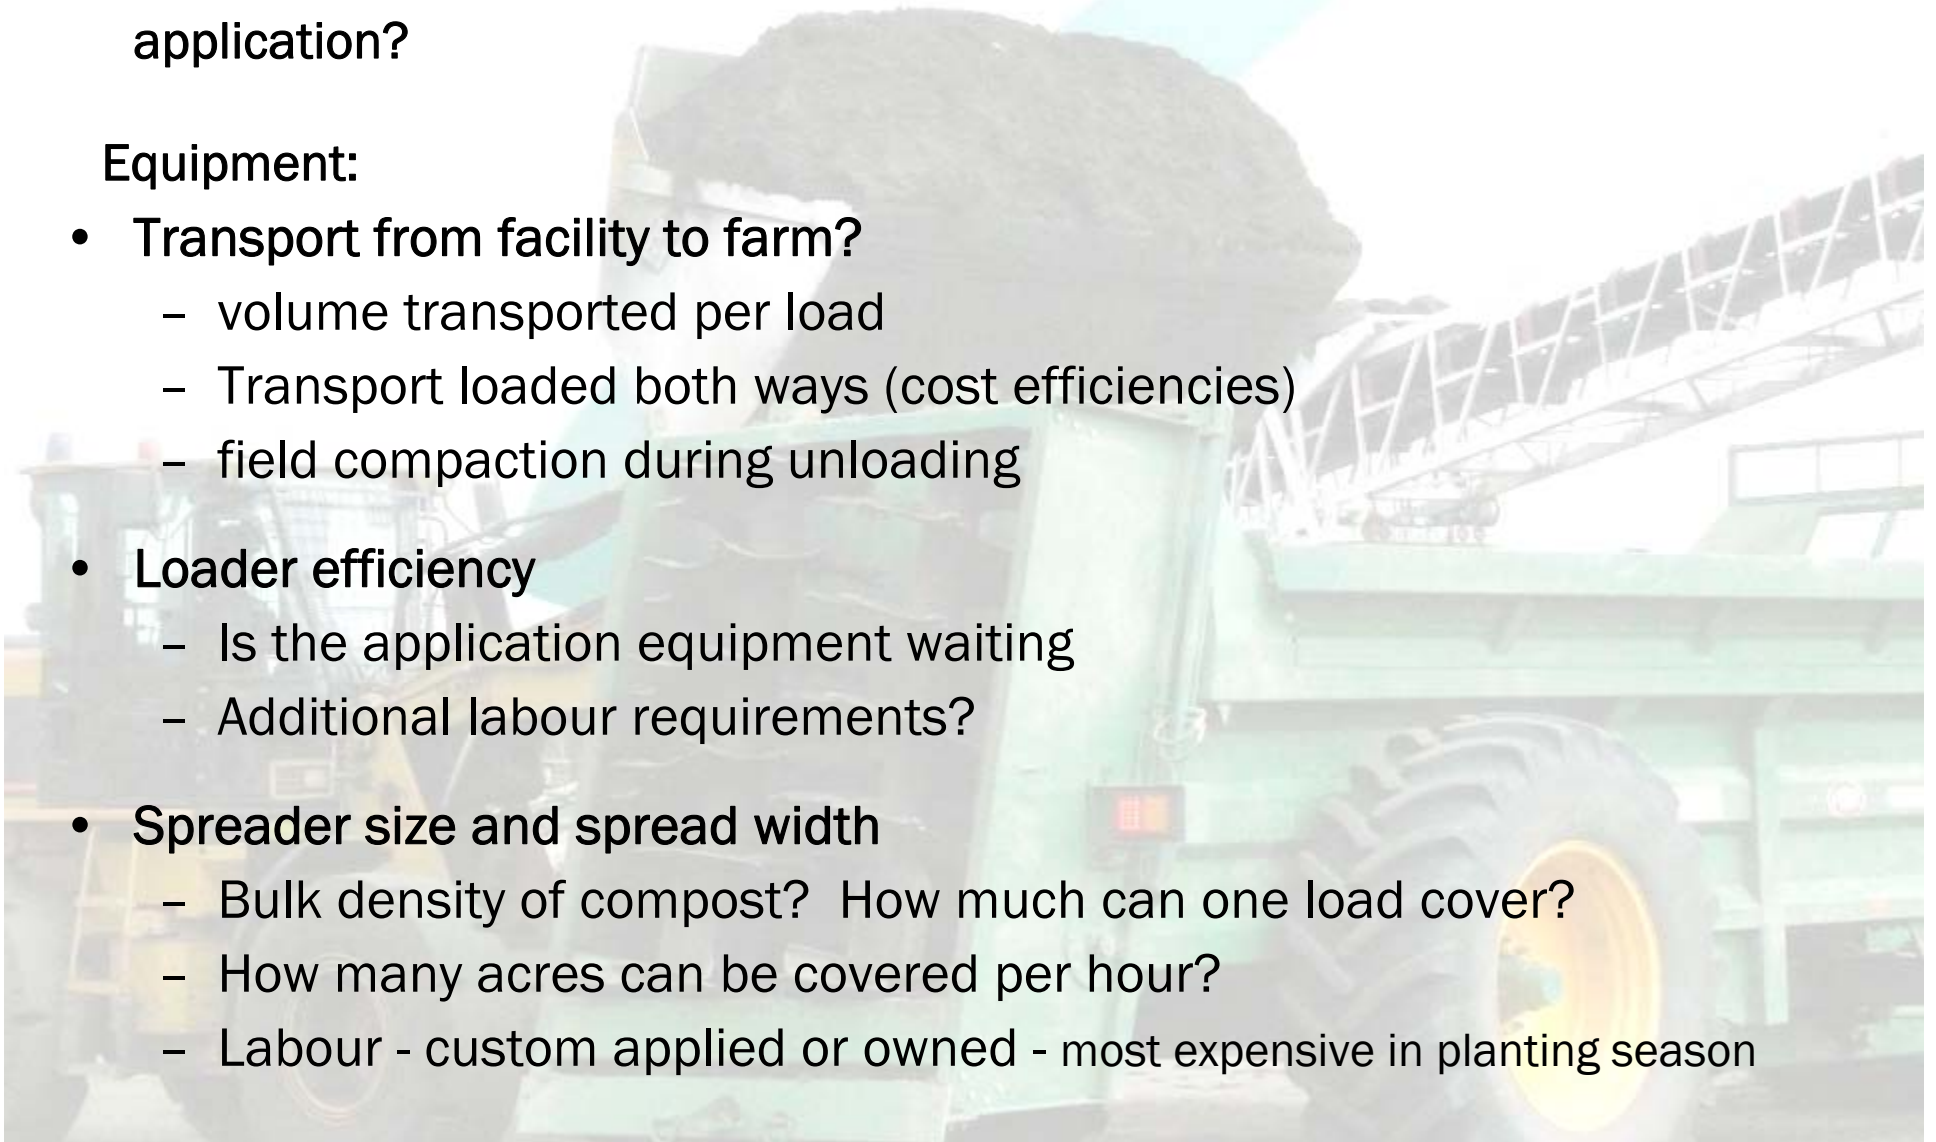 application?
Equipment:
• Transport from facility to farm?
– volume transported per load
– Transport loaded both ways (cost efficiencies)
– field compaction during unloading
• Loader efficiency
– Is the application equipment waiting
– Additional labour requirements?
• Spreader size and spread width
– Bulk density of compost?  How much can one load cover?
– How many acres can be covered per hour?
– Labour - custom applied or owned - most expensive in planting season